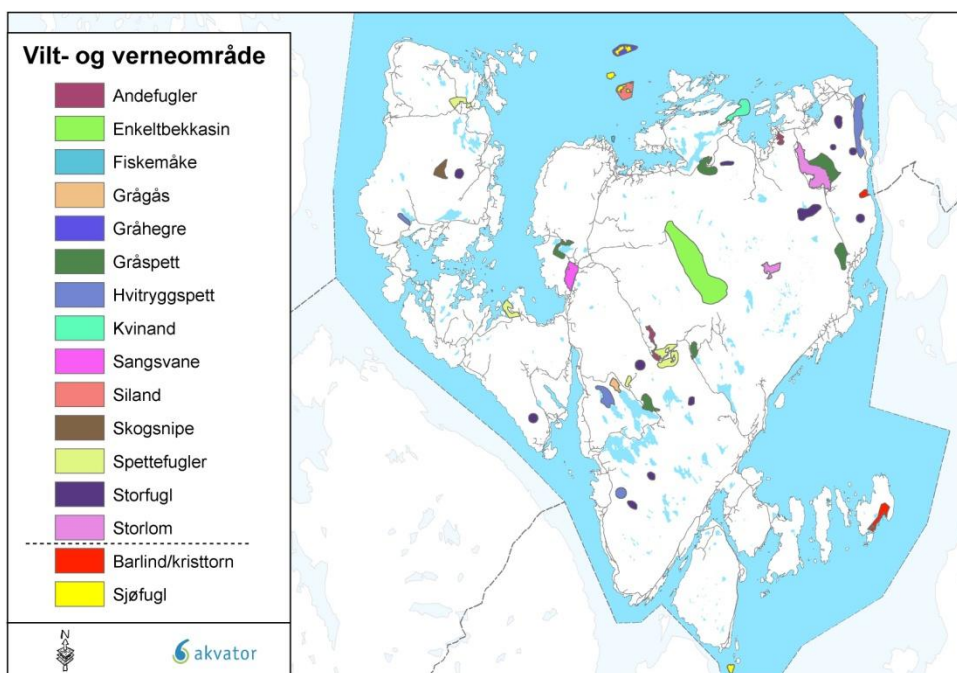 Vilt- og verneområde
Andefugler
Enkeltbekkasin
Fiskemåke
Grågås
Gråhegre
Gråspett
Hvitryggspett
Kvinand
Sangsvane
Siland
Skogsnipe
Spettefugler
Storfugl
Storlom
Barlind/kristtorn
Sjøfugl
N
akvator